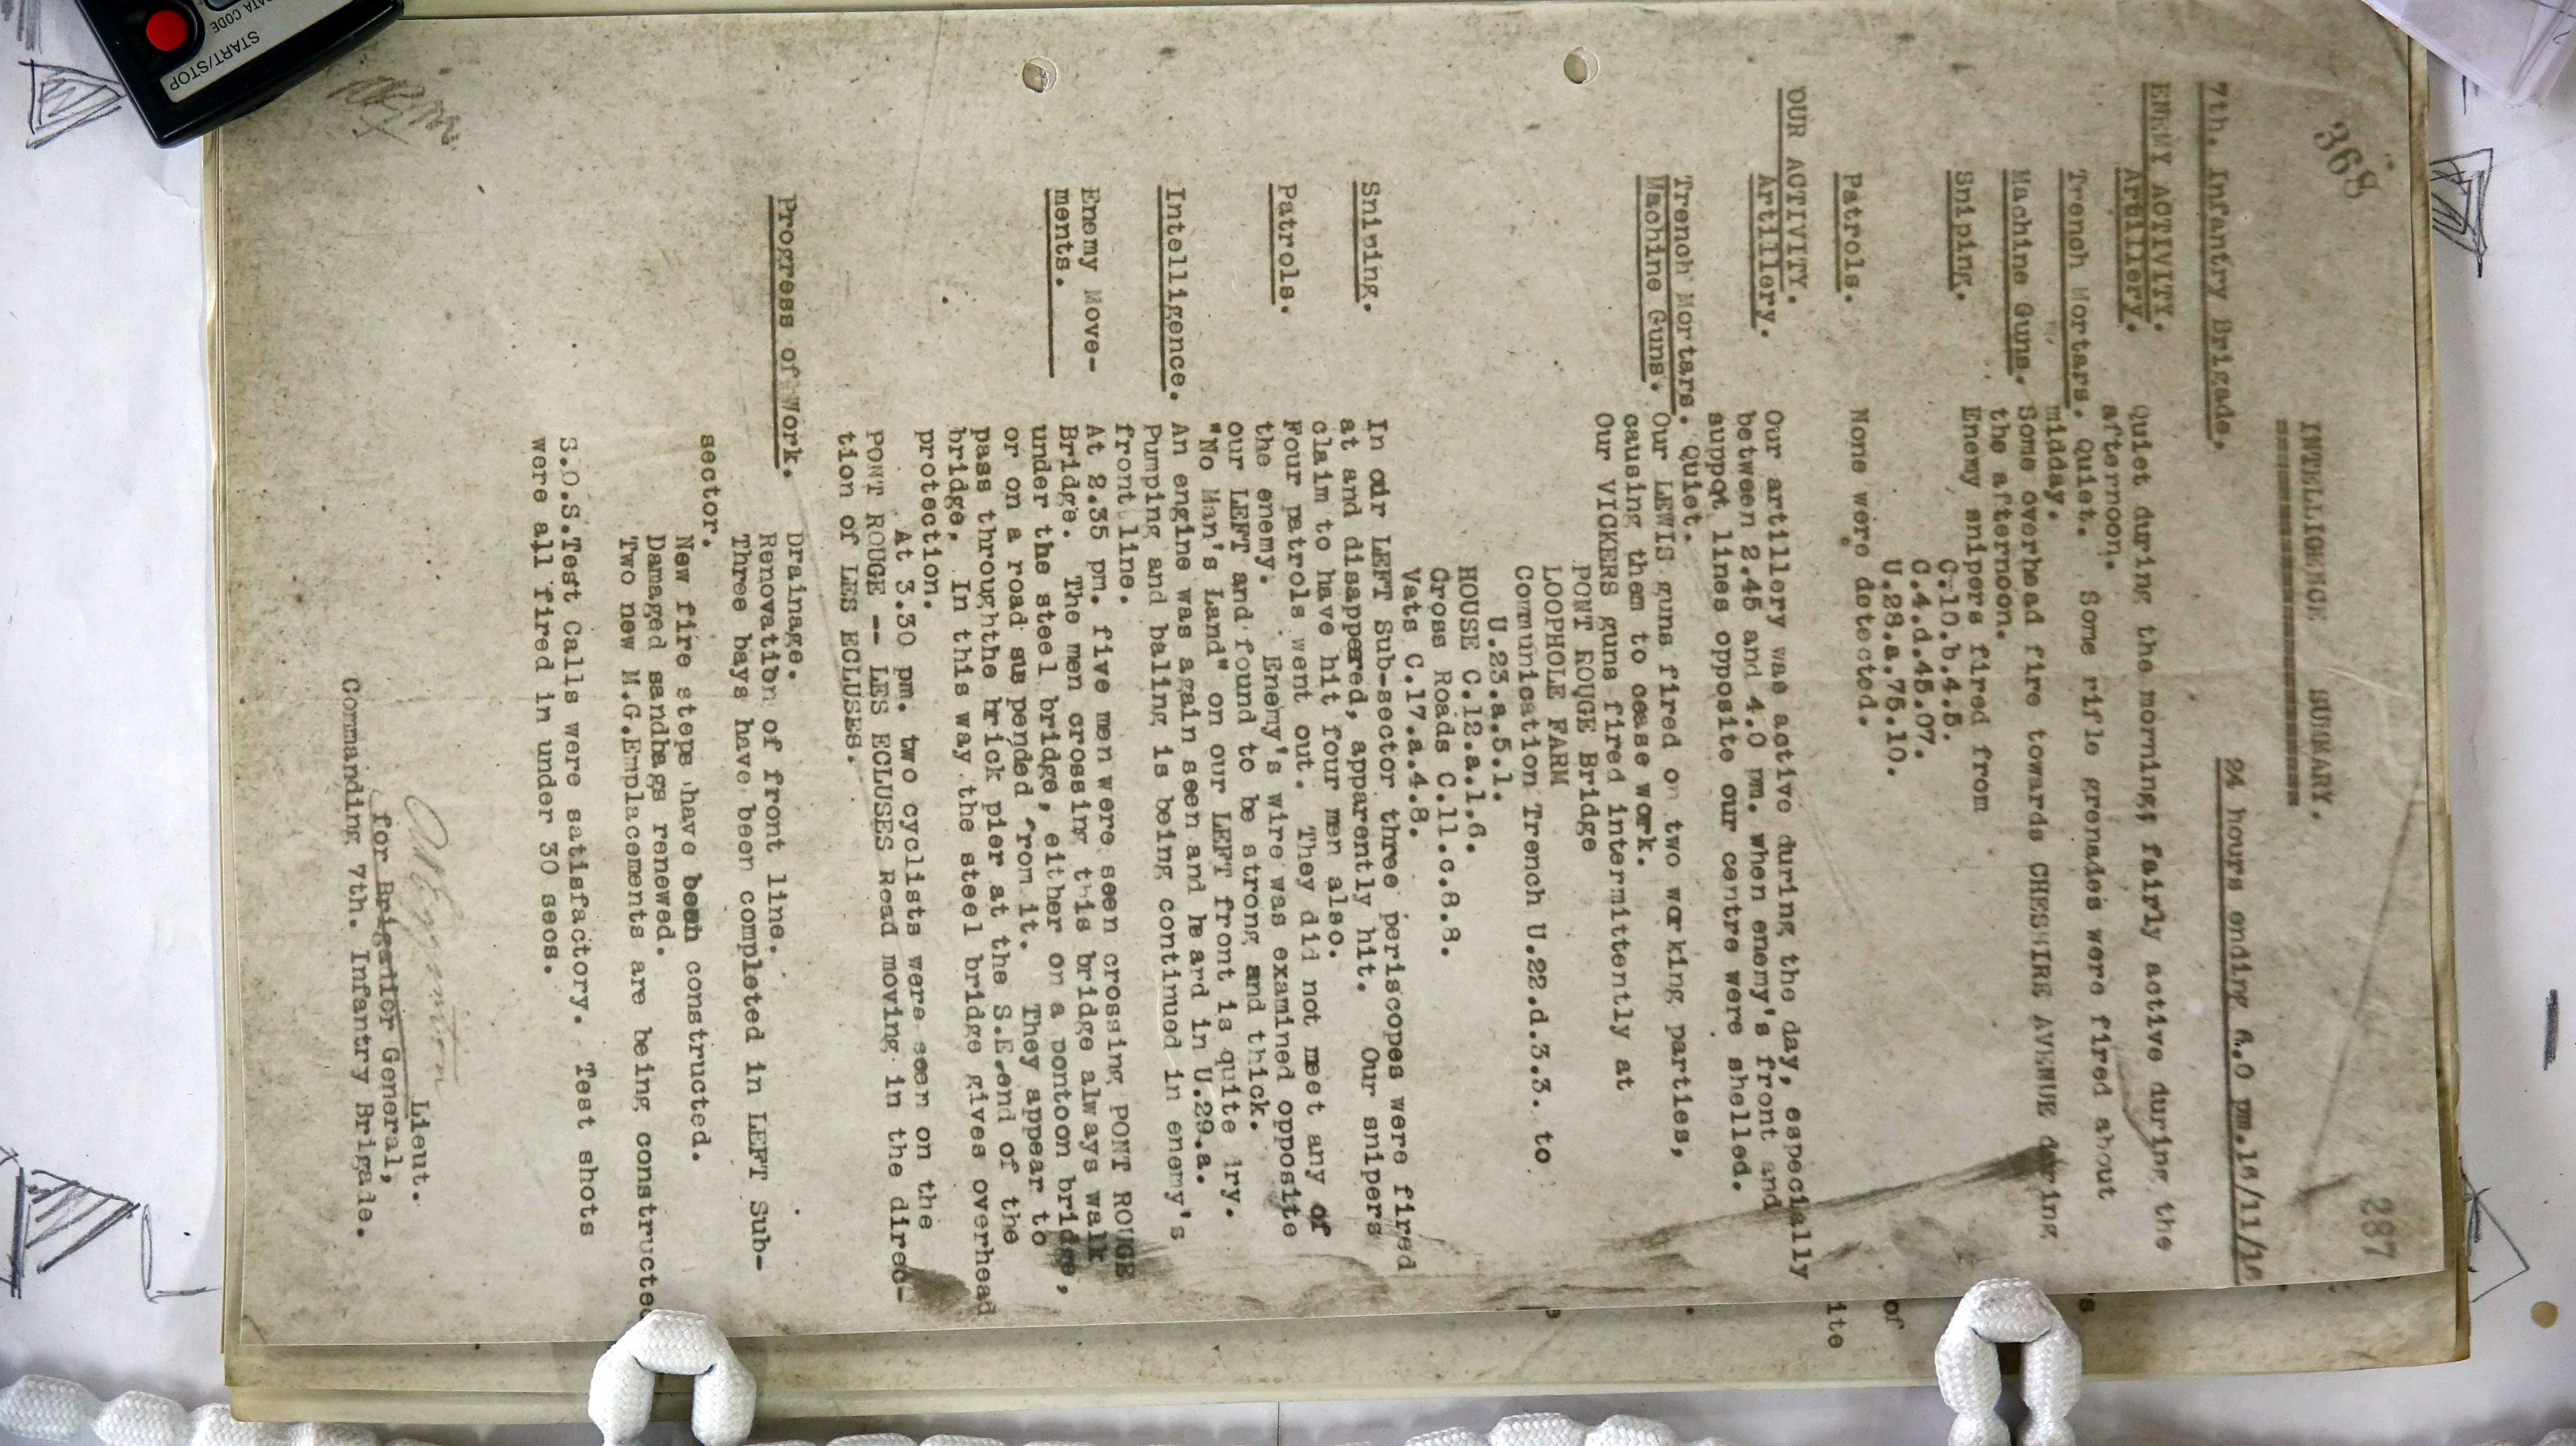 368
287
INTELLIGENCE SUMMARY.
7th. Infantry Brigade. 24 hours ending 6.0 pm.16/11/16
ENEMY ACTIVITY.
Artillery. Quiet during the morning; fairly active during the
afternoon.
Trench Mortars. Quiet. Some rifle grenades were fired about
midday.
Machine Guns. Some overhead fire towards CHESHIRE AVENUE during
the afternoon.
Sniping. Enemy snipers fired from
C.10.b.4.5.
C.4.d.45.07.
U.28.a.75.10.
Patrols. None were detected.
OUR ACTIVITY.
Artillery. Our artillery was active during the day, especially
between 2.45 and 4.0 pm. when enemy's front and
suppot lines opposite our centre were shelled.
Trench Mortars. Quiet.
Machine Guns. Our LEWIS guns fired on two working parties,
causing them to cease work.
Our VICKERS guns fired intermittently at
PONT ROUGE Bridge
LOOPHOLE FARM
Communication Trench U.22.d.3.3. to
U.23.a.5.1.
HOUSE C.12.a.1.6.
Cross Roads C.11.c.8.8.
Vats C.17.a.4.8.
Sniping. In our LEFT Sub-sector three periscopes were fired
at and disappered, apparently hit. Our snipers
claim to have hit four men also.
Patrols. Four patrols went out. They did not meet any of
the enemy. Enemy's wire was examined opposite
our LEFT and found to be strong and thick.
"No Man's Land" on our LEFT front is quite dry.
Intelligence. An engine was again seen and heard in U.29.a.
Pumping and baling is being continued in enemy's
front line.
Enemy Move- At 2.35 pm. five men were seen crossing PONT ROUGE
ments. Bridge. The men crossing this bridge always walk
under the steel bridge, either on a pontoon bridge,
or on a road suspended from it. They appear to
pass throughthe brick pier at the S.E.end of the
bridge. In this way the steel bridge gives overhead
protection.
At 3.30 pm. two cyclists were seen on the
PONT ROUGE -- LES ECLUSES Road moving in the direc-
tion of LES ECLUSES.
Progress of Work. Drainage.
Renovation of front line.
Three bays have been completed in LEFT Sub-
sector.
New fire steps have been constructed.
Damaged sandbags renewed.
Two new M.G.Emplacements are being constructed
S.O.S.Test Calls were satisfactory. Test shots
were all fired in under 30 secs.
Lieut.
for Brigadier General,
Commanding 7th. Infantry Brigade.
of
ite
START/STOP
DATA CODE